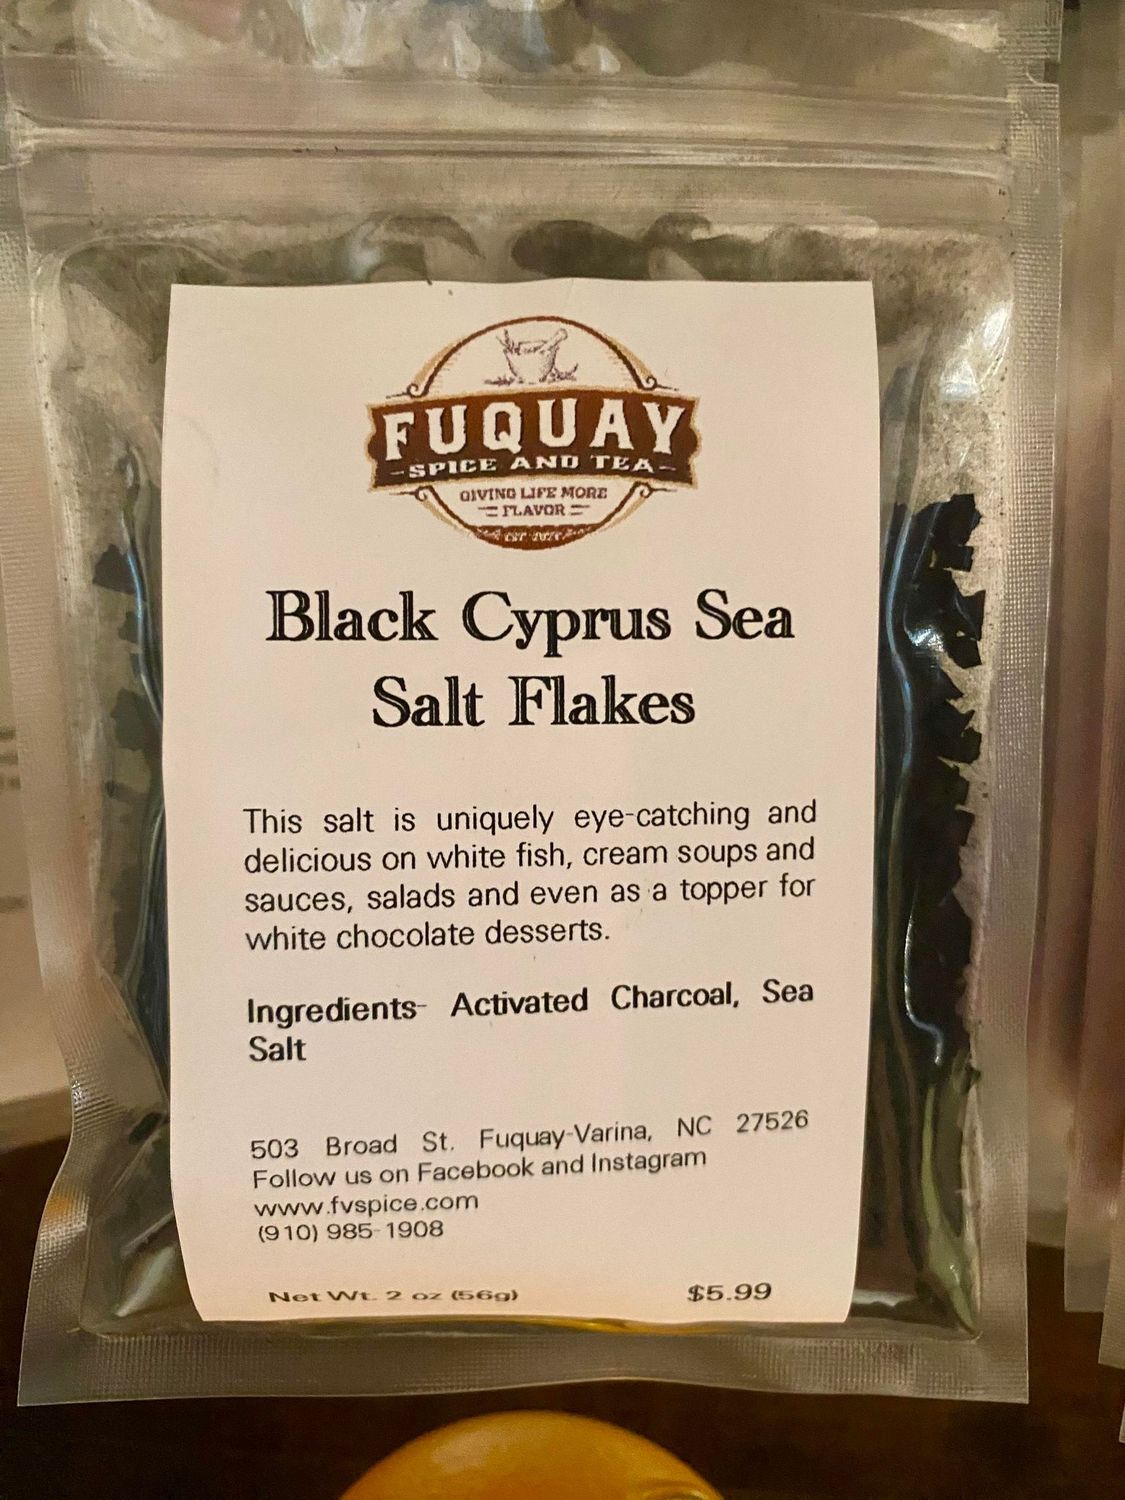 FUQUAY
-SPICE AND TEA-
GIVING LIFE MORE
FLAVOR
Black Cyprus Sea
Salt Flakes
This salt is uniquely eye-catching and
delicious on white fish, cream soups and
sauces, salads and even as a topper for
white chocolate desserts.
Ingredients- Activated Charcoal, Sea
Salt
503 Broad St. Fuquay-Varina, NC 27526
Follow us on Facebook and Instagram
www.fvspice.com
(910) 985-1908
Net Wt. 2 oz (56g) $5.99